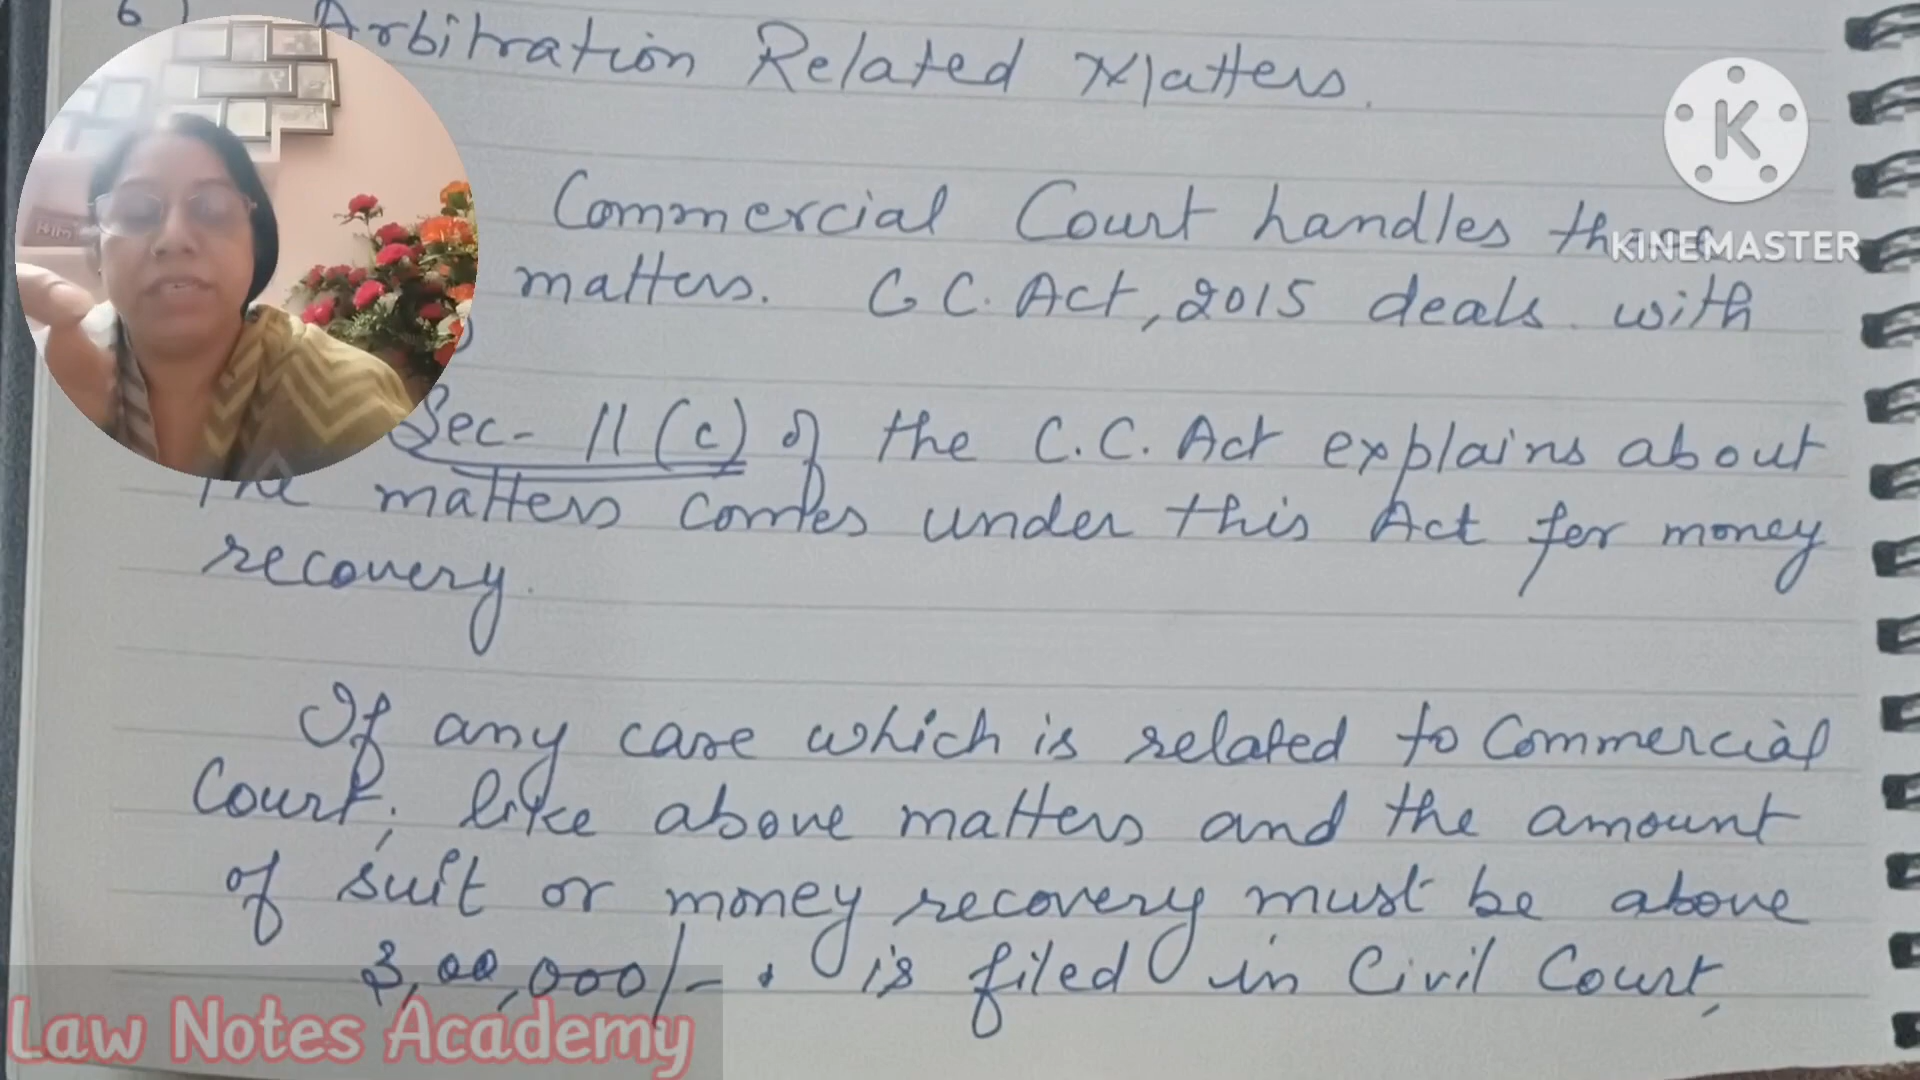 6) Arbitration Related Matters.
Commercial Court handles these
KINEMASTER
matters. C C. Act, 2015 deals with
Sec- 11 (c) of the C.C. Act explains about
the matters comes under this Act for money
recovery.
If any case which is related to Commercial
Court; like above matters and the amount
of suit or money recovery must be above
3,00,000/- . is filed in Civil Court,
Law Notes Academy